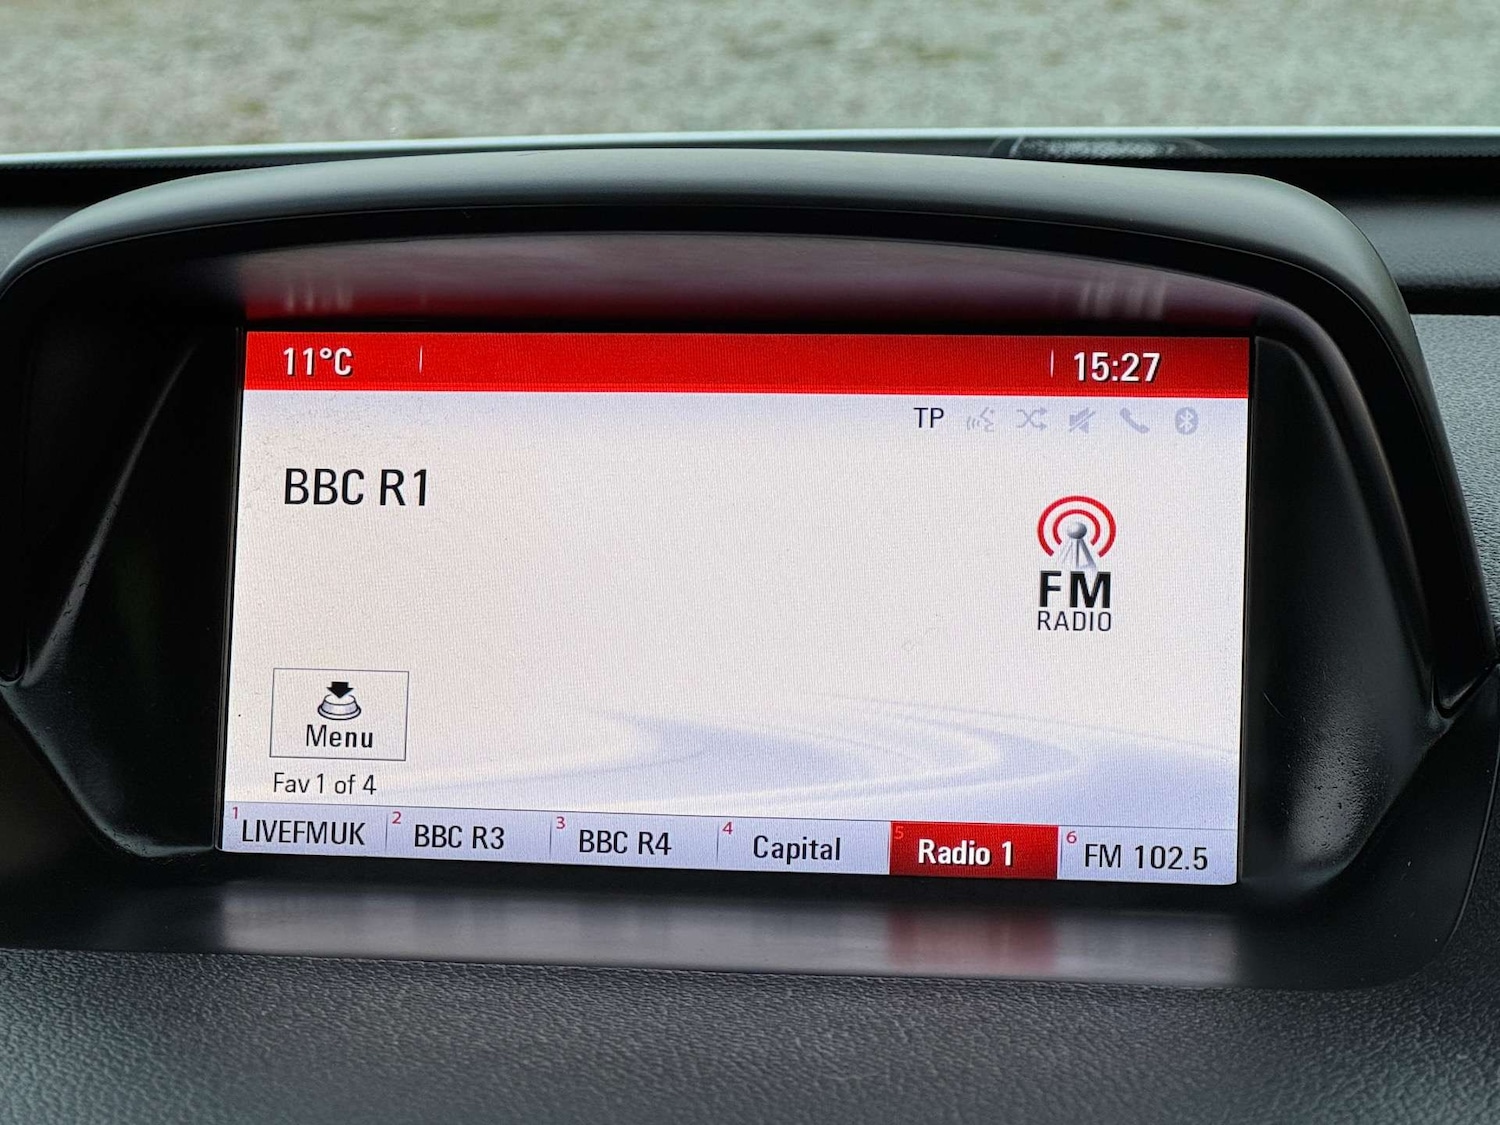 11°C
15:27
TP
BBC R1
FM
RADIO
Menu
Fav 1 of 4
1 LIVEFMUK 2 BBC R3 3 BBC R4 4 Capital 5 Radio 1 6 FM 102.5